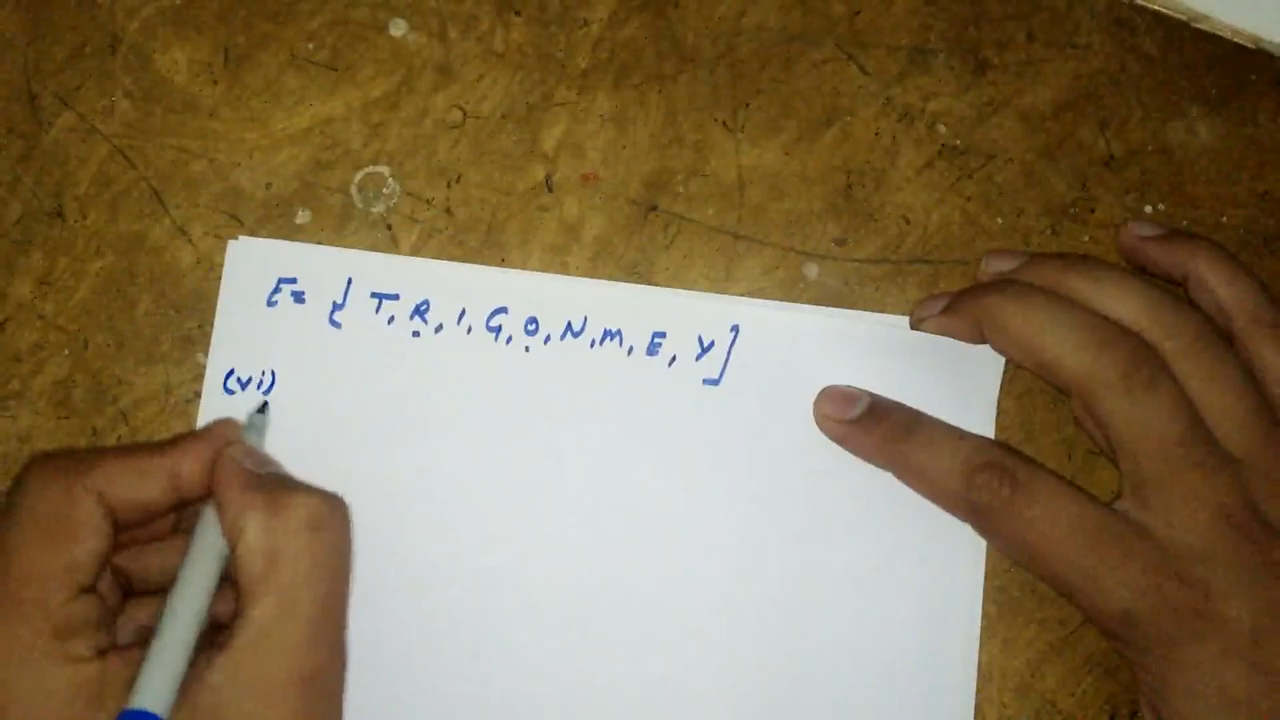 E= { T, R, I, G, O, N, M, E, Y }
(vi)